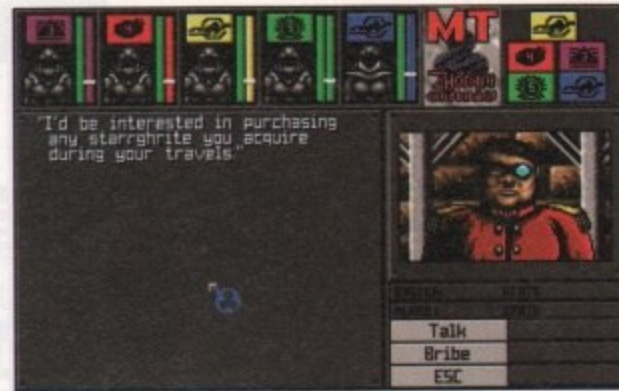 MT
"I'd be interested in purchasing
any starrghrite you acquire
during your travels."
Talk
Bribe
ESC